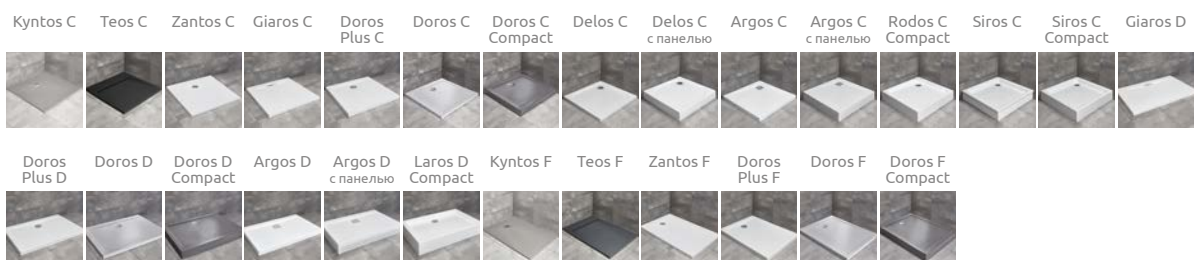 Kyntos C
Teos C
Zantos C
Giaros C
Doros
Plus C
Doros C
Doros C
Compact
Delos C
Delos C
с панелью
Argos C
Argos C
с панелью
Rodos C
Compact
Siros C
Siros C
Compact
Giaros D
Doros
Plus D
Doros D
Doros D
Compact
Argos D
Argos D
с панелью
Laros D
Compact
Kyntos F
Teos F
Zantos F
Doros
Plus F
Doros F
Doros F
Compact